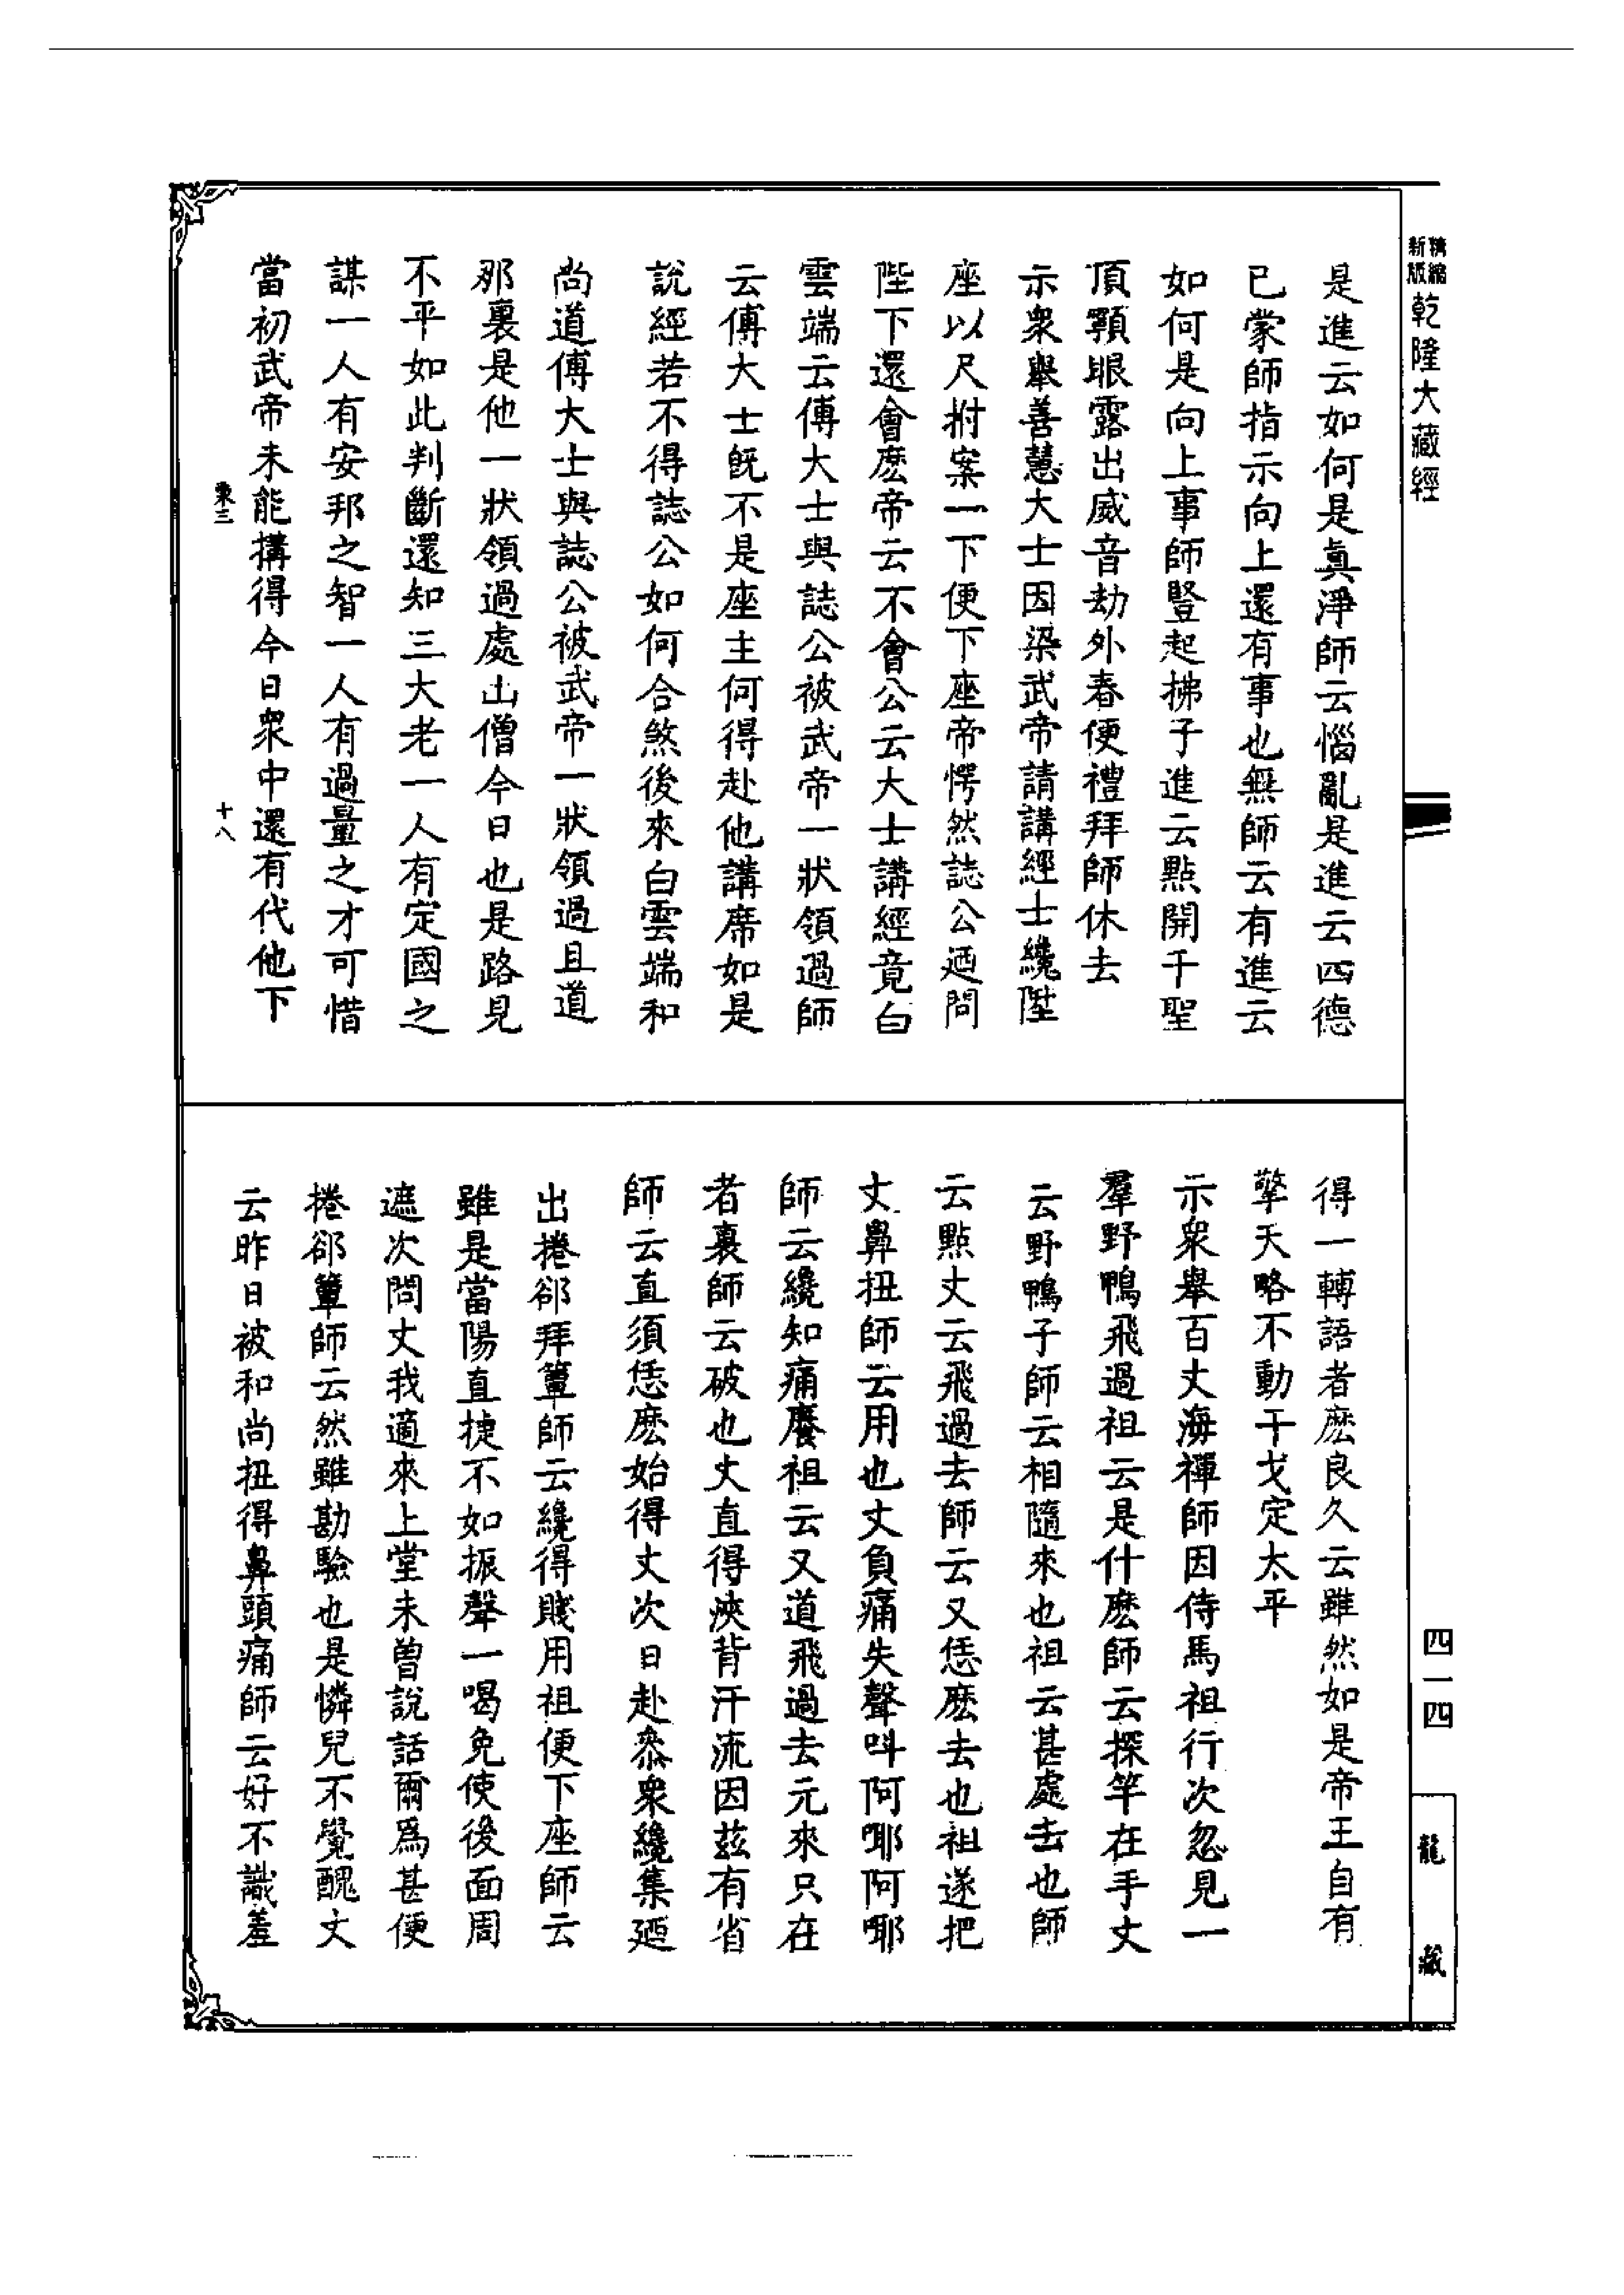 精縮
新版
乾隆大藏經
是進云如何是真淨師云惱亂是進云四德
已蒙師指示向上還有事也無師云有進云
如何是向上事師豎起拂子進云點開千聖
頂顙眼露出威音劫外春便禮拜師休去
示衆舉善慧大士因梁武帝請講經士纔陞
座以尺拊案一下便下座帝愕然誌公迺問
陛下還會麽帝云不會公云大士講經竟白
雲端云傅大士與誌公被武帝一狀領過師
云傅大士旣不是座主何得赴他講席如是
說經若不得誌公如何合煞後來白雲端和
尚道傅大士與誌公被武帝一狀領過且道
那裏是他一狀領過處山僧今日也是路見
不平如此判斷還知三大老一人有定國之
謀一人有安邦之智一人有過量之才可惜
當初武帝未能搆得今日衆中還有代他下
東三
十八
得一轉語者麽良久云雖然如是帝王自有
擎天略不動干戈定太平
示衆舉百丈海禪師因侍馬祖行次忽見一
羣野鴨飛過祖云是什麽師云探竿在手丈
云野鴨子師云相隨來也祖云甚處去也師
云點丈云飛過去師云又恁麽去也祖遂把
丈鼻扭師云用也丈負痛失聲叫阿耶阿耶
師云纔知痛癢祖云又道飛過去元來只在
者裏師云破也丈直得浹背汗流因茲有省
師云直須恁麽始得丈次日赴叅衆纔集迺
出捲郤拜簟師云纔得賤用祖便下座師云
雖是當陽直捷不如振聲一喝免使後面周
遮次問丈我適來上堂未曾說話爾爲甚便
捲郤簟師云然雖勘驗也是憐兒不覺醜丈
云昨日被和尚扭得鼻頭痛師云好不識羞
四一四
龍藏